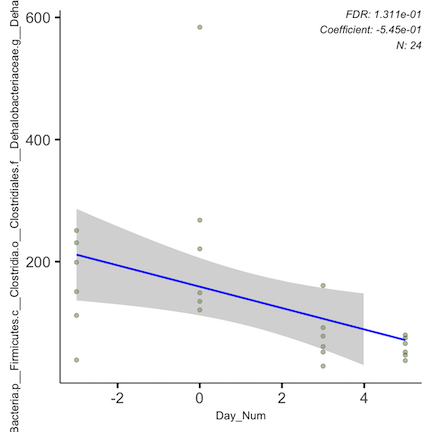 FDR: 1.311e-01
Coefficient: -5.45e-01
N: 24
Bacteria.p__Firmicutes.c__Clostridia.o__Clostridiales.f__Dehalobacteriaceae.g__Deha
600
400
200
-2
0
2
4
Day_Num